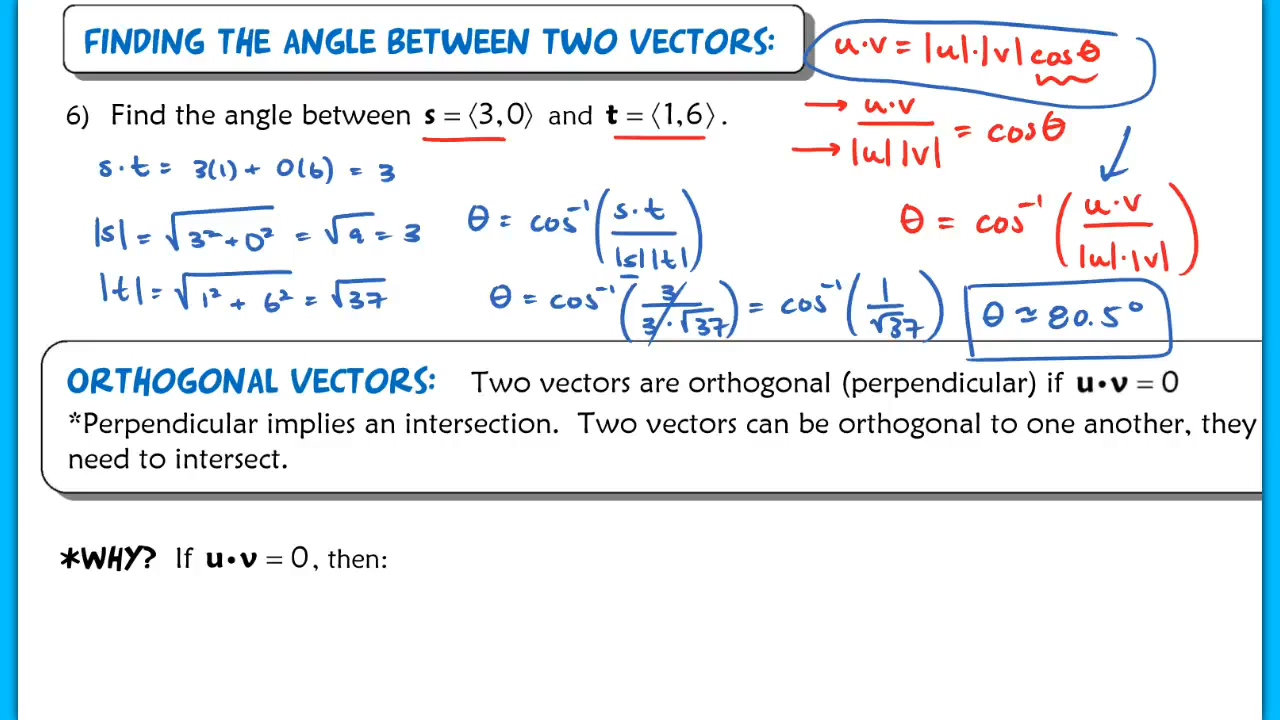 FINDING THE ANGLE BETWEEN TWO VECTORS:
u·v = |u|·|v| cosθ
6) Find the angle between s = ⟨3,0⟩ and t = ⟨1,6⟩.
→ u·v / → |u||v| = cosθ
s·t = 3(1) + 0(6) = 3
|s| = √(3² + 0²) = √9 = 3
θ = cos⁻¹(s·t / |s||t|)
θ = cos⁻¹(u·v / |u|·|v|)
|t| = √(1² + 6²) = √37
θ = cos⁻¹(3 / 3·√37) = cos⁻¹(1 / √37)
θ ≈ 80.5°
ORTHOGONAL VECTORS: Two vectors are orthogonal (perpendicular) if u•v = 0
*Perpendicular implies an intersection. Two vectors can be orthogonal to one another, they
need to intersect.
*WHY? If u•v = 0, then: